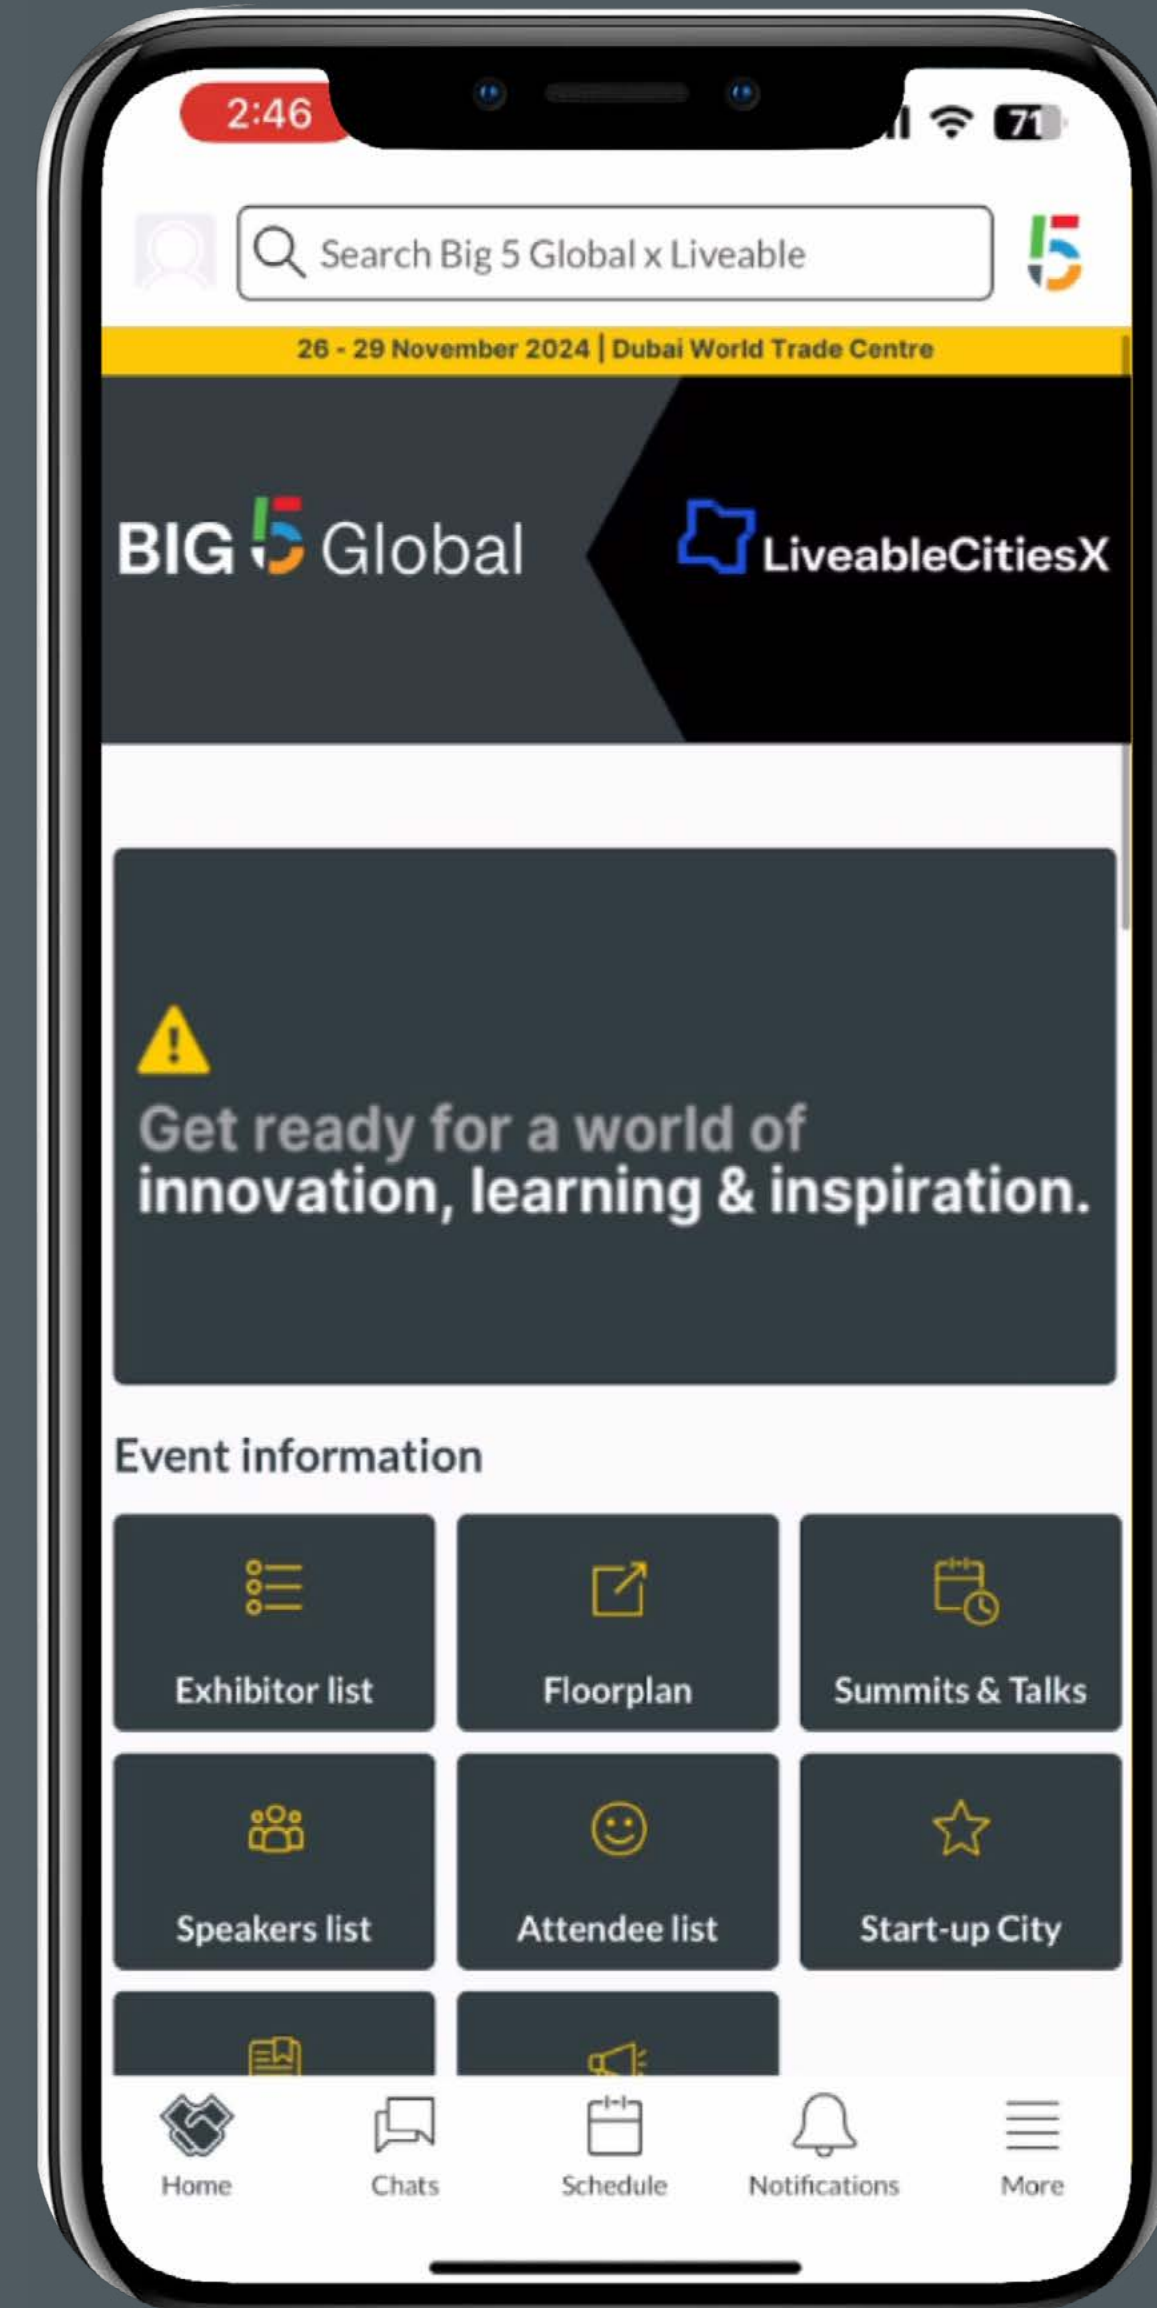 2:46
71
Search Big 5 Global x Liveable
26 - 29 November 2024 | Dubai World Trade Centre
BIG 5 Global
LiveableCitiesX
Get ready for a world of
innovation, learning & inspiration.
Event information
Exhibitor list
Floorplan
Summits & Talks
Speakers list
Attendee list
Start-up City
Home
Chats
Schedule
Notifications
More